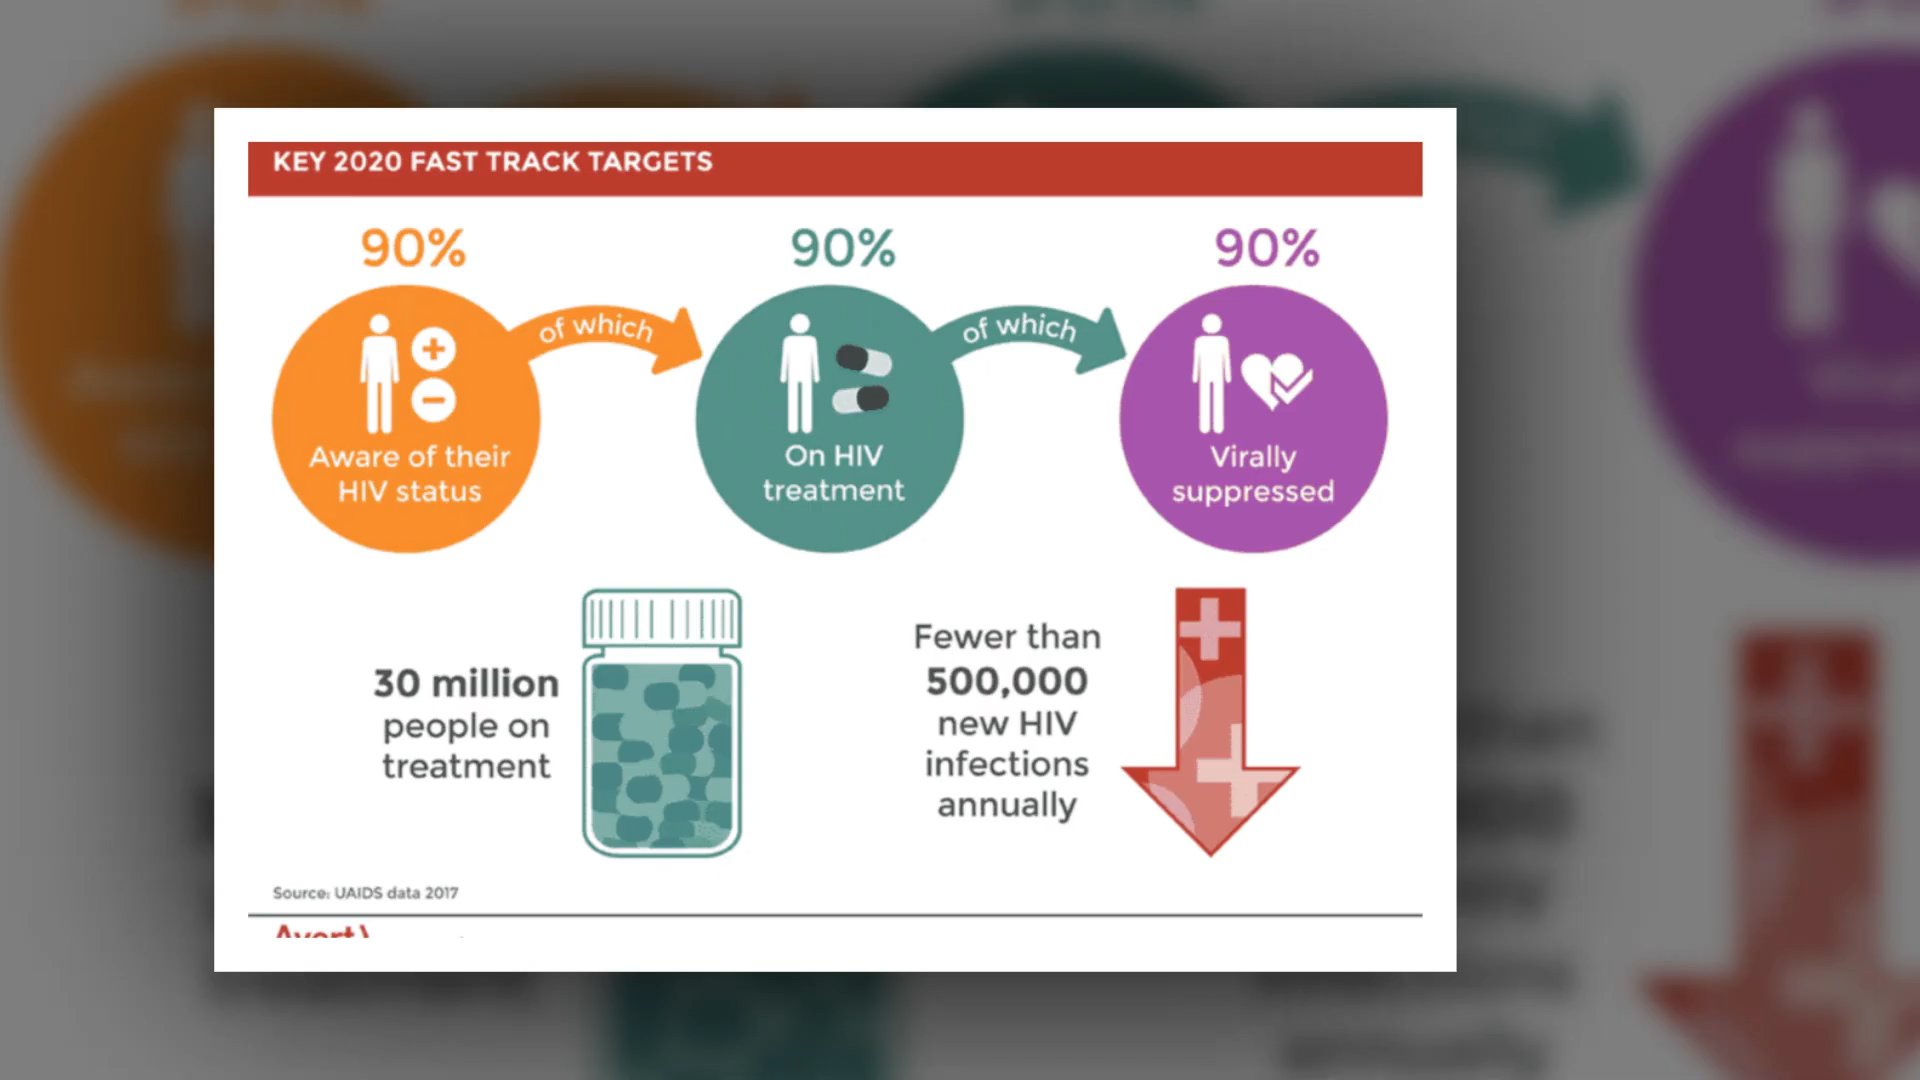 KEY 2020 FAST TRACK TARGETS
90%
90%
90%
of which
of which
Aware of their
HIV status
On HIV
treatment
Virally
suppressed
30 million
people on
treatment
Fewer than
500,000
new HIV
infections
annually
Source: UAIDS data 2017